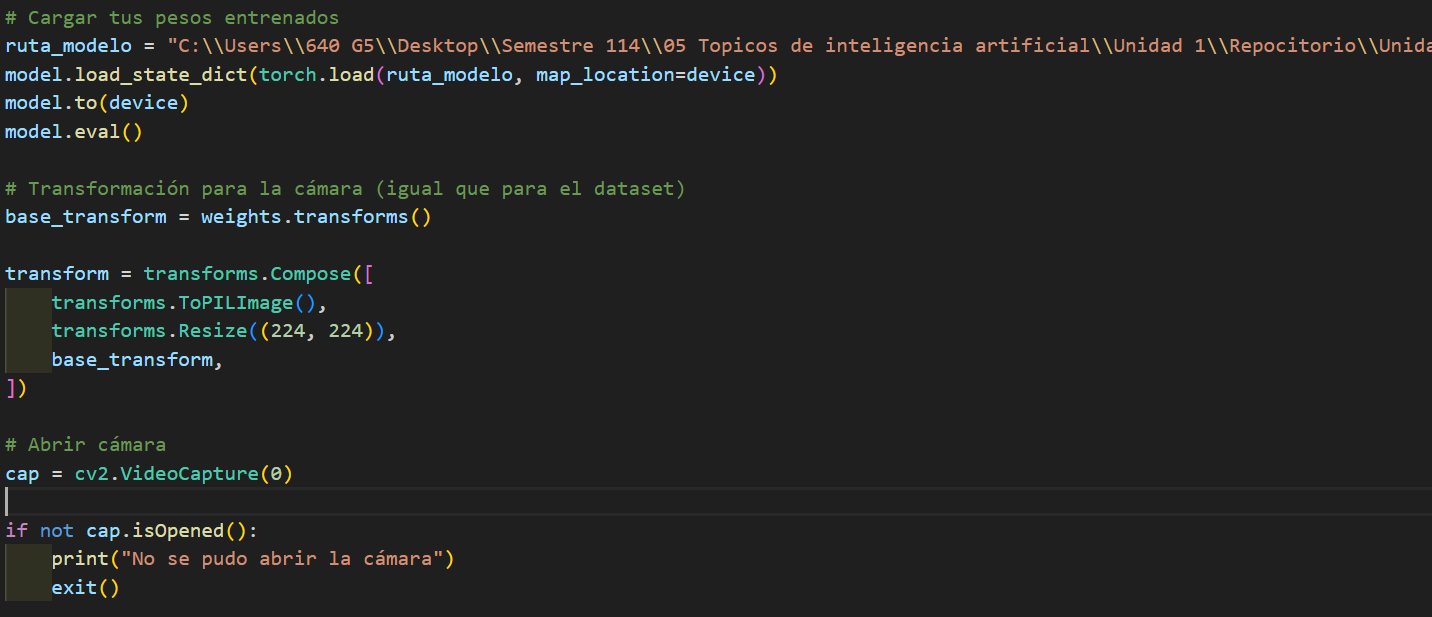 # Cargar tus pesos entrenados
ruta_modelo = "C:\\Users\\640 G5\\Desktop\\Semestre 114\\05 Topicos de inteligencia artificial\\Unidad 1\\Repocitorio\\Unida
model.load_state_dict(torch.load(ruta_modelo, map_location=device))
model.to(device)
model.eval()
# Transformación para la cámara (igual que para el dataset)
base_transform = weights.transforms()
transform = transforms.Compose([
    transforms.ToPILImage(),
    transforms.Resize((224, 224)),
    base_transform,
])
# Abrir cámara
cap = cv2.VideoCapture(0)
if not cap.isOpened():
    print("No se pudo abrir la cámara")
    exit()